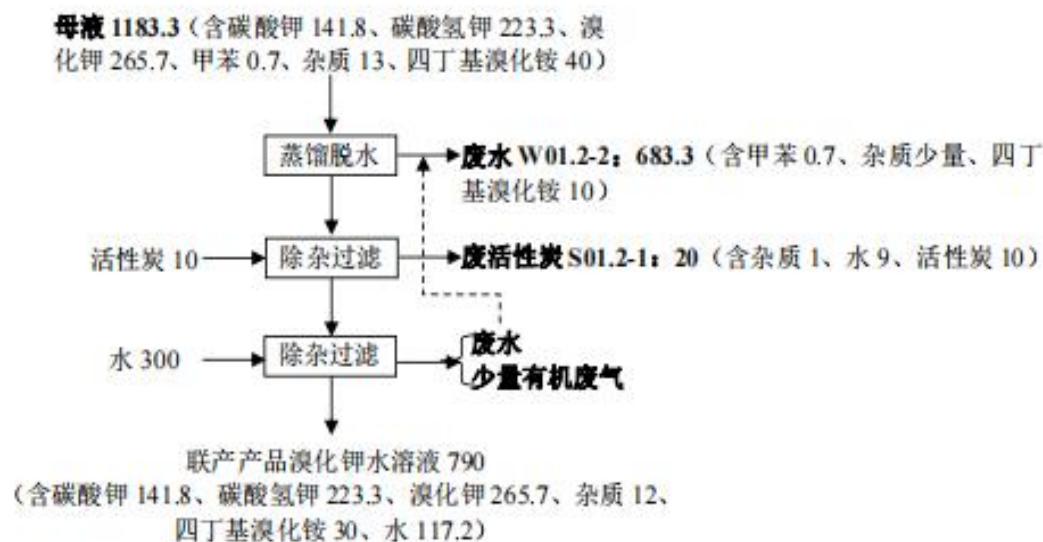 母液 1183.3（含碳酸钾 141.8、碳酸氢钾 223.3、溴
化钾 265.7、甲苯 0.7、杂质 13、四丁基溴化铵 40）
蒸馏脱水
废水 W01.2-2：683.3（含甲苯 0.7、杂质少量、四丁
基溴化铵 10）
活性炭 10
除杂过滤
废活性炭 S01.2-1：20（含杂质 1、水 9、活性炭 10）
水 300
除杂过滤
废水
少量有机废气
联产产品溴化钾水溶液 790
（含碳酸钾 141.8、碳酸氢钾 223.3、溴化钾 265.7、杂质 12、
四丁基溴化铵 30、水 117.2）